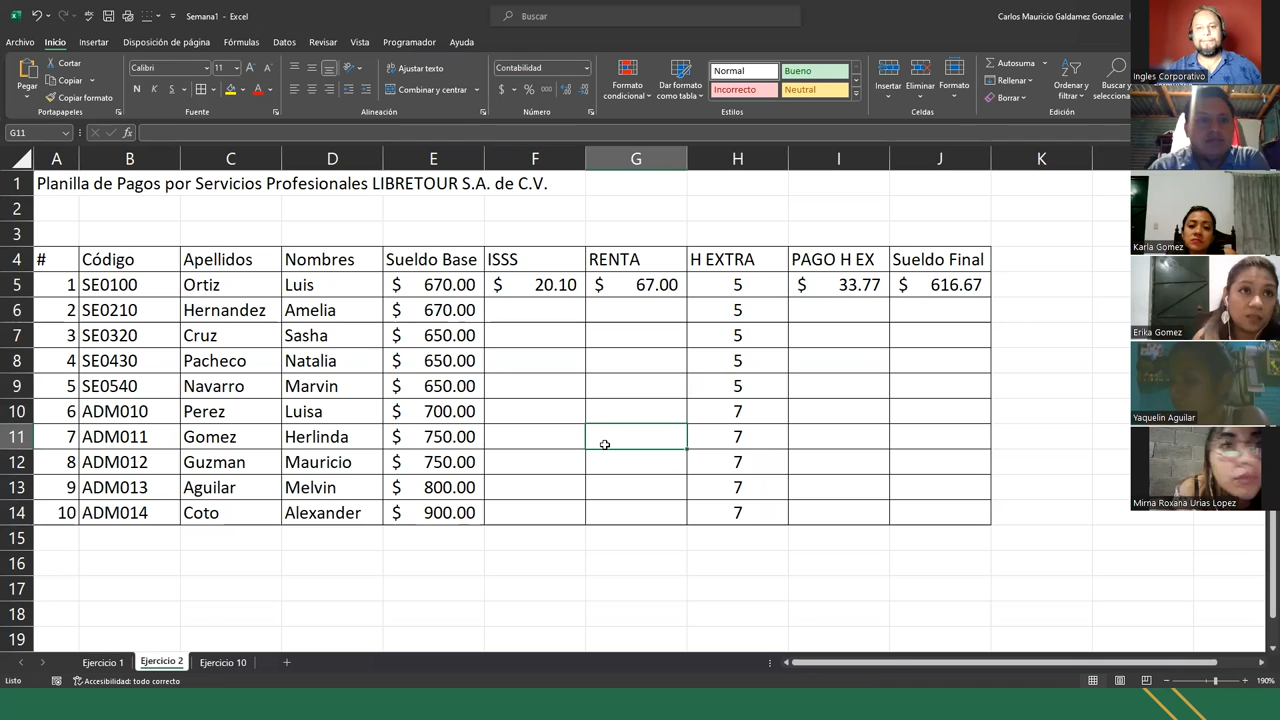 Semana1 - Excel
Buscar
Carlos Mauricio Galdamez Gonzalez
Archivo Inicio Insertar Disposición de página Fórmulas Datos Revisar Vista Programador Ayuda
Pegar
Cortar
Copiar
Copiar formato
Portapapeles
Calibri 11
N K S
Fuente
Ajustar texto
Combinar y centrar
Alineación
Contabilidad
$ % 000
Número
Formato condicional
Dar formato como tabla
Normal Bueno
Incorrecto Neutral
Estilos
Insertar Eliminar Formato
Celdas
Autosuma
Rellenar
Borrar
Ordenar y filtrar
Buscar y selecciona
Edición
G11 fx
A B C D E F G H I J K
1 Planilla de Pagos por Servicios Profesionales LIBRETOUR S.A. de C.V.
2
3
4 # Código Apellidos Nombres Sueldo Base ISSS RENTA H EXTRA PAGO H EX Sueldo Final
5 1 SE0100 Ortiz Luis $ 670.00 $ 20.10 $ 67.00 5 $ 33.77 $ 616.67
6 2 SE0210 Hernandez Amelia $ 670.00 5
7 3 SE0320 Cruz Sasha $ 650.00 5
8 4 SE0430 Pacheco Natalia $ 650.00 5
9 5 SE0540 Navarro Marvin $ 650.00 5
10 6 ADM010 Perez Luisa $ 700.00 7
11 7 ADM011 Gomez Herlinda $ 750.00 7
12 8 ADM012 Guzman Mauricio $ 750.00 7
13 9 ADM013 Aguilar Melvin $ 800.00 7
14 10 ADM014 Coto Alexander $ 900.00 7
15
16
17
18
19
Ejercicio 1 Ejercicio 2 Ejercicio 10
Listo Accesibilidad: todo correcto 190%
Ingles Corporativo
Karla Gomez
Erika Gomez
Yaquelin Aguilar
Mirna Roxana Urias Lopez